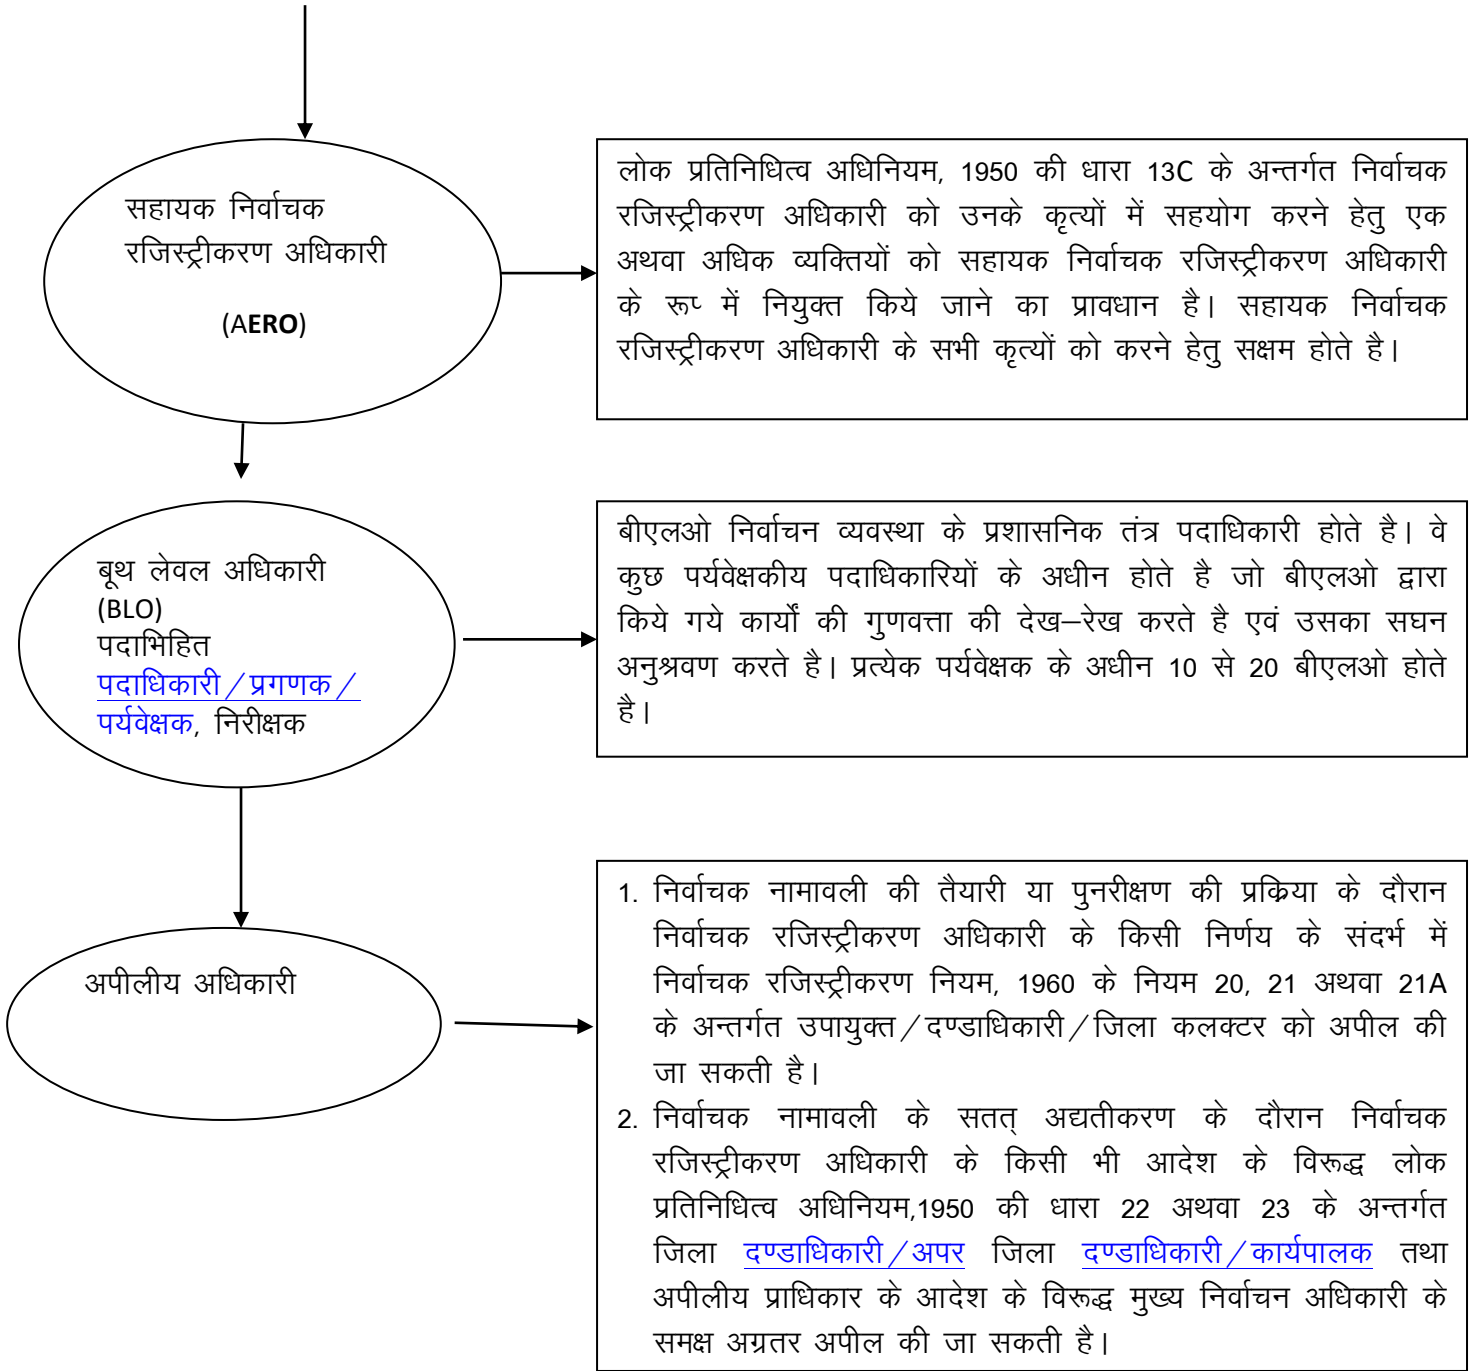 सहायक निर्वाचक
रजिस्ट्रीकरण अधिकारी
(AERO)
लोक प्रतिनिधित्व अधिनियम, 1950 की धारा 13C के अन्तर्गत निर्वाचक
रजिस्ट्रीकरण अधिकारी को उनके कृत्यों में सहयोग करने हेतु एक
अथवा अधिक व्यक्तियों को सहायक निर्वाचक रजिस्ट्रीकरण अधिकारी
के रूप् में नियुक्त किये जाने का प्रावधान है। सहायक निर्वाचक
रजिस्ट्रीकरण अधिकारी के सभी कृत्यों को करने हेतु सक्षम होते है।
बूथ लेवल अधिकारी
(BLO)
पदाभिहित
पदाधिकारी/प्रगणक/
पर्यवेक्षक, निरीक्षक
बीएलओ निर्वाचन व्यवस्था के प्रशासनिक तंत्र पदाधिकारी होते है। वे
कुछ पर्यवेक्षकीय पदाधिकारियों के अधीन होते है जो बीएलओ द्वारा
किये गये कार्यों की गुणवत्ता की देख–रेख करते है एवं उसका सघन
अनुश्रवण करते है। प्रत्येक पर्यवेक्षक के अधीन 10 से 20 बीएलओ होते
है।
अपीलीय अधिकारी
1. निर्वाचक नामावली की तैयारी या पुनरीक्षण की प्रक्रिया के दौरान
निर्वाचक रजिस्ट्रीकरण अधिकारी के किसी निर्णय के संदर्भ में
निर्वाचक रजिस्ट्रीकरण नियम, 1960 के नियम 20, 21 अथवा 21A
के अन्तर्गत उपायुक्त/दण्डाधिकारी/जिला कलक्टर को अपील की
जा सकती है।
2. निर्वाचक नामावली के सतत् अद्यतीकरण के दौरान निर्वाचक
रजिस्ट्रीकरण अधिकारी के किसी भी आदेश के विरूद्ध लोक
प्रतिनिधित्व अधिनियम,1950 की धारा 22 अथवा 23 के अन्तर्गत
जिला दण्डाधिकारी/अपर जिला दण्डाधिकारी/कार्यपालक तथा
अपीलीय प्राधिकार के आदेश के विरूद्ध मुख्य निर्वाचन अधिकारी के
समक्ष अग्रतर अपील की जा सकती है।